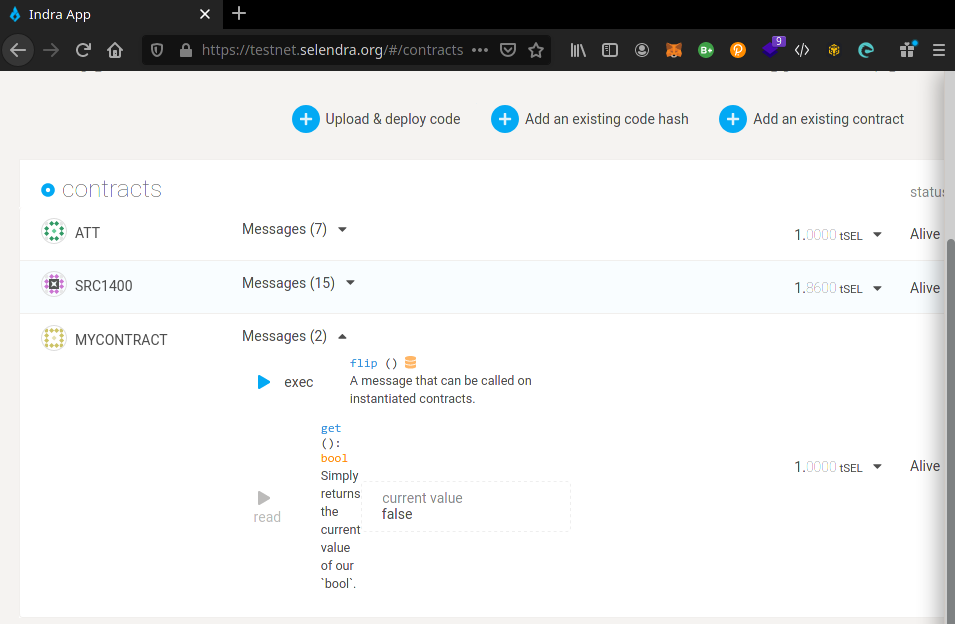 Indra App
https://testnet.selendra.org/#/contracts
9
B+
Upload & deploy code
Add an existing code hash
Add an existing contract
contracts
ATT
Messages (7)
1.0000 tSEL
Alive
SRC1400
Messages (15)
1.8600 tSEL
Alive
MYCONTRACT
Messages (2)
exec
flip ()
A message that can be called on
instantiated contracts.
read
get
():
bool
Simply
returns
the
current
value
of our
`bool`.
current value
false
1.0000 tSEL
Alive